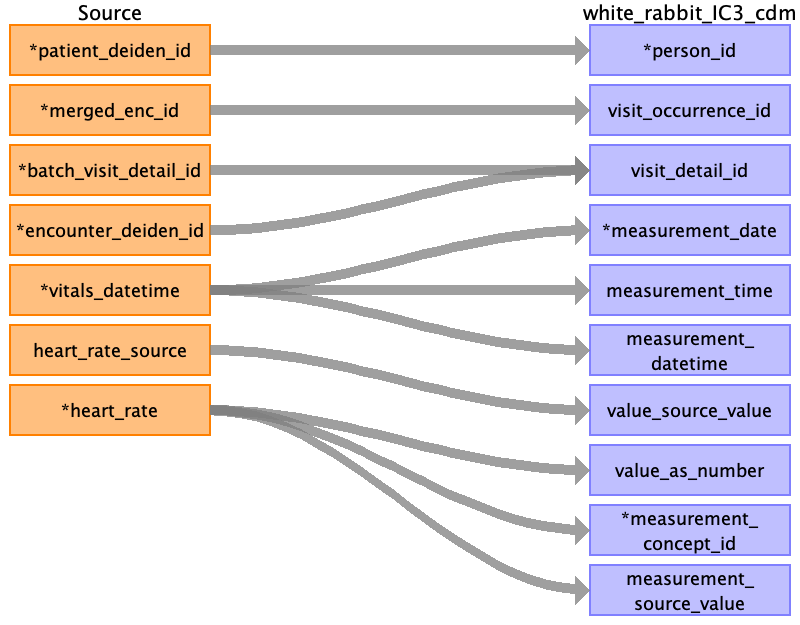 Source
white_rabbit_IC3_cdm
*patient_deiden_id
*person_id
*merged_enc_id
visit_occurrence_id
*batch_visit_detail_id
visit_detail_id
*encounter_deiden_id
*measurement_date
*vitals_datetime
measurement_time
heart_rate_source
measurement_
datetime
*heart_rate
value_source_value
value_as_number
*measurement_
concept_id
measurement_
source_value